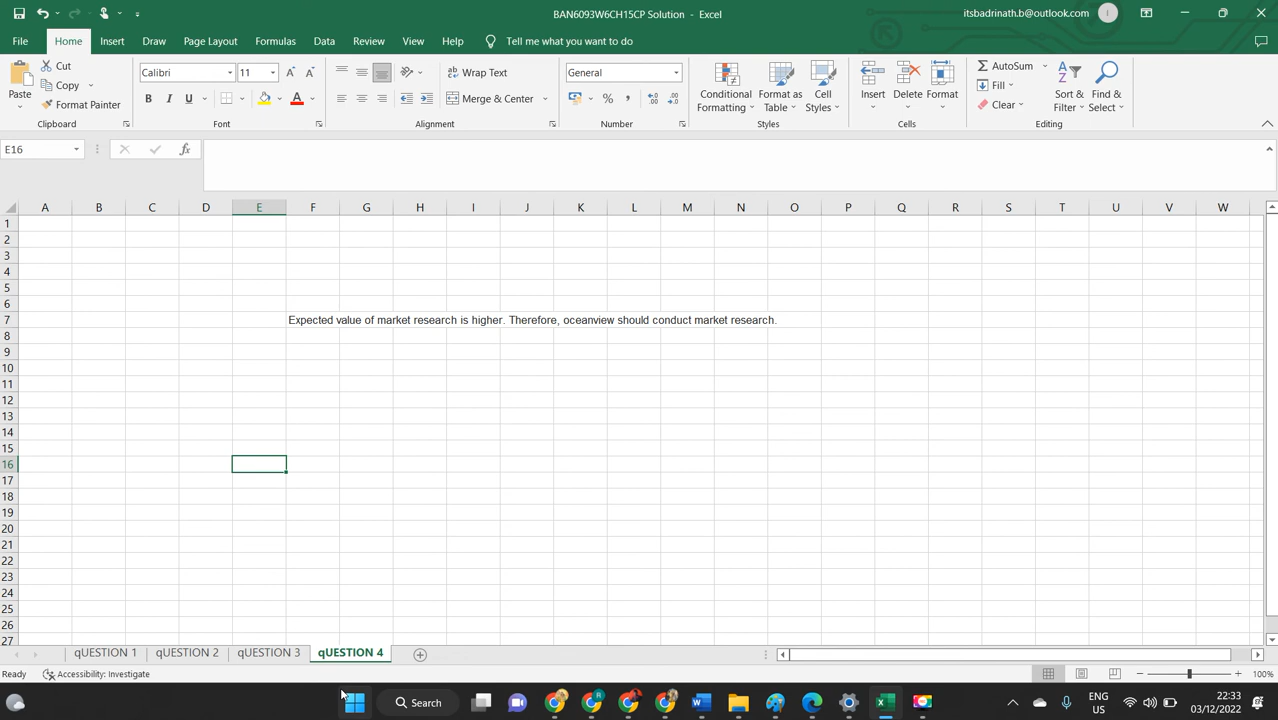 BAN6093W6CH15CP Solution - Excel
itsbadrinath.b@outlook.com
I
File Home Insert Draw Page Layout Formulas Data Review View Help Tell me what you want to do
Paste
Cut
Copy
Format Painter
Clipboard
Calibri 11 A A
B I U A
Font
Wrap Text
Merge & Center
Alignment
General
%
Number
Conditional Formatting
Format as Table
Cell Styles
Styles
Insert Delete Format
Cells
AutoSum
Fill
Clear
Sort & Filter
Find & Select
Editing
E16 fx
A B C D E F G H I J K L M N O P Q R S T U V W
1
2
3
4
5
6
7 Expected value of market research is higher. Therefore, oceanview should conduct market research.
8
9
10
11
12
13
14
15
16
17
18
19
20
21
22
23
24
25
26
27
qUESTION 1 qUESTION 2 qUESTION 3 qUESTION 4
Ready Accessibility: Investigate 100%
Search
ENG
US
22:33
03/12/2022